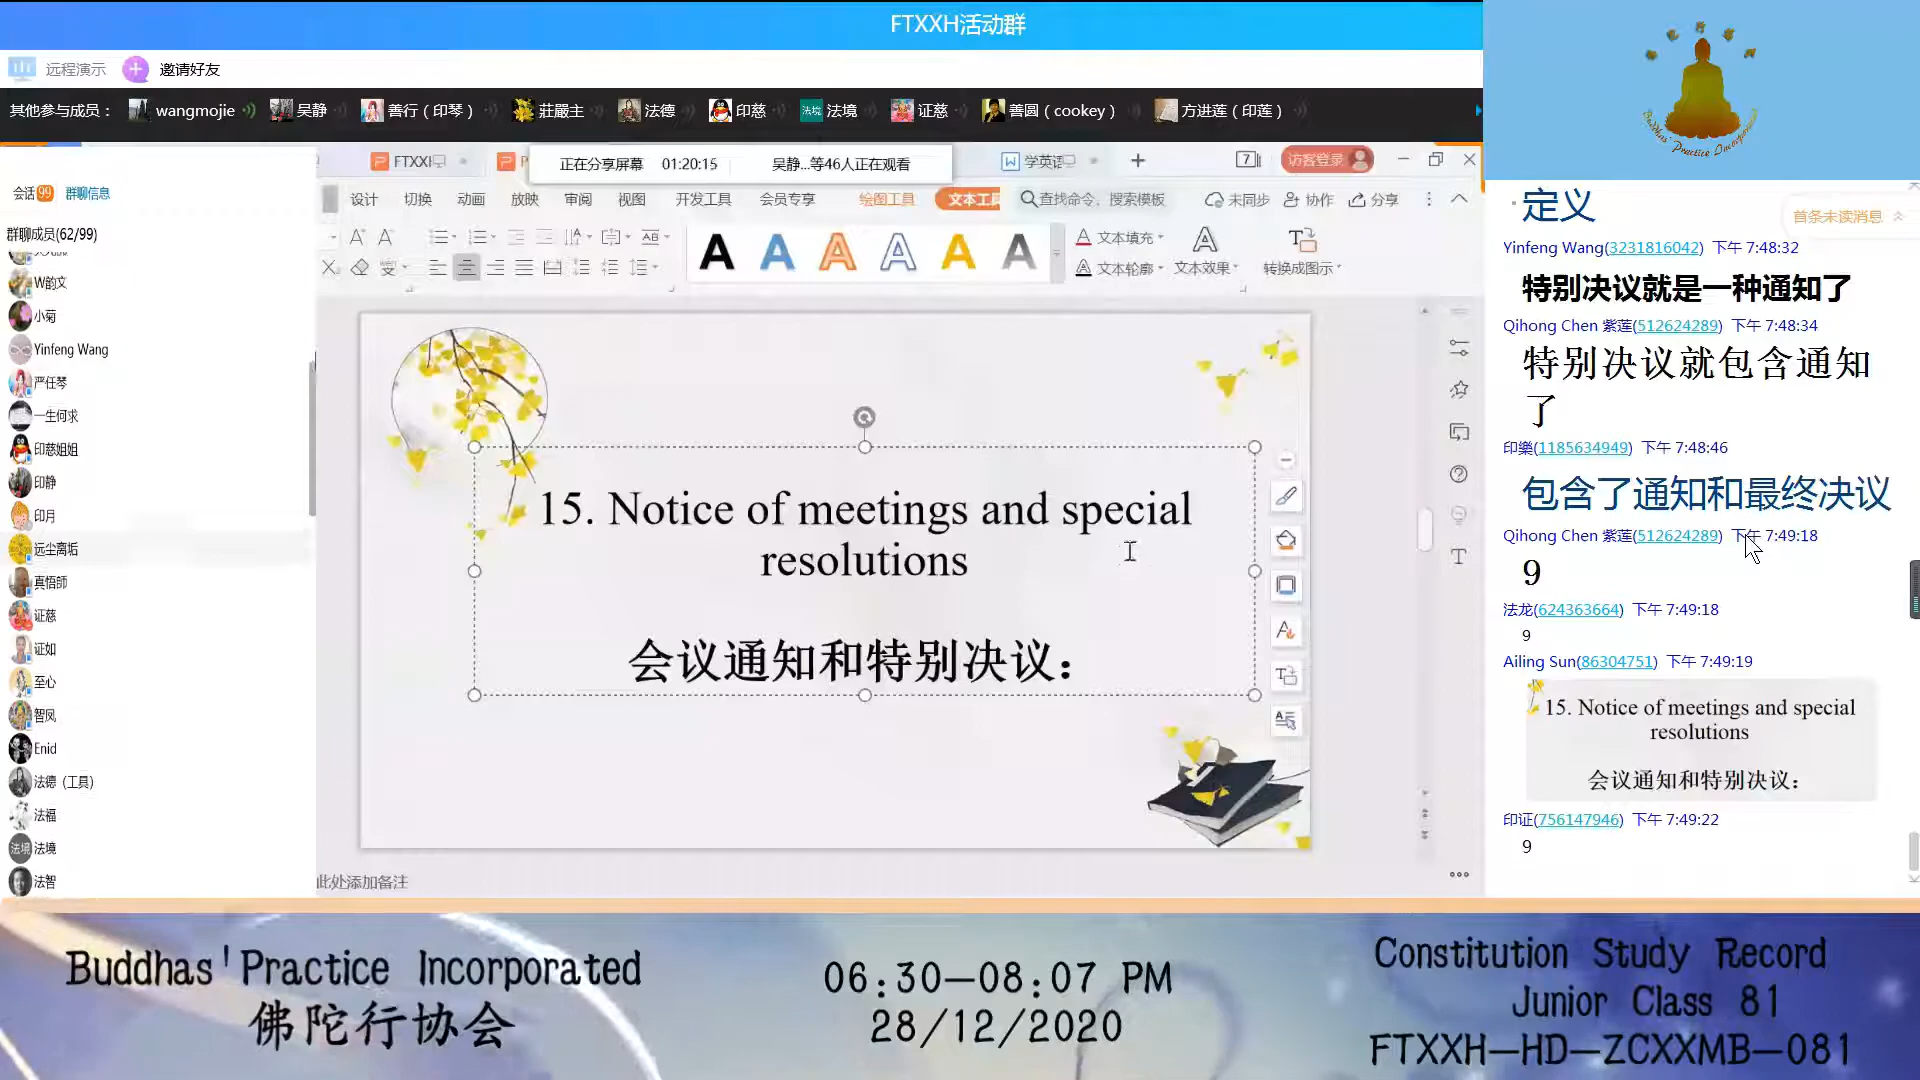 FTXXH活动群
远程演示
邀请好友
其他参与成员：
wangmojie
吴静
善行（印琴）
莊嚴主
法德
印慈
法境
法境
证慈
善圆（cookey）
方进莲（印莲）
会话99
群聊信息
群聊成员(62/99)
W韵文
小菊
Yinfeng Wang
严任琴
一生何求
印慈姐姐
印静
印月
远尘离垢
真悟師
证慈
证如
至心
智凤
Enid
法德（工具）
法福
法境
法境
法智
FTXXH
P
正在分享屏幕 01:20:15
吴静...等46人正在观看
学英语
访客登录
设计
切换
动画
放映
审阅
视图
开发工具
会员专享
绘图工具
文本工具
查找命令、搜索模板
未同步
协作
分享
文本填充
文本轮廓
文本效果
转换成图示
15. Notice of meetings and special
resolutions
会议通知和特别决议：
此处添加备注
Buddhas' Practice Incorporated
定义
首条未读消息
Yinfeng Wang(3231816042) 下午 7:48:32
特别决议就是一种通知了
Qihong Chen 紫莲(512624289) 下午 7:48:34
特别决议就包含通知
了
印樂(1185634949) 下午 7:48:46
包含了通知和最终决议
Qihong Chen 紫莲(512624289) 下午 7:49:18
9
法龙(624363664) 下午 7:49:18
9
Ailing Sun(86304751) 下午 7:49:19
15. Notice of meetings and special
resolutions
会议通知和特别决议：
印证(756147946) 下午 7:49:22
9
Buddhas' Practice Incorporated
佛陀行协会
06:30—08:07 PM
28/12/2020
Constitution Study Record
Junior Class 81
FTXXH—HD—ZCXXMB—081